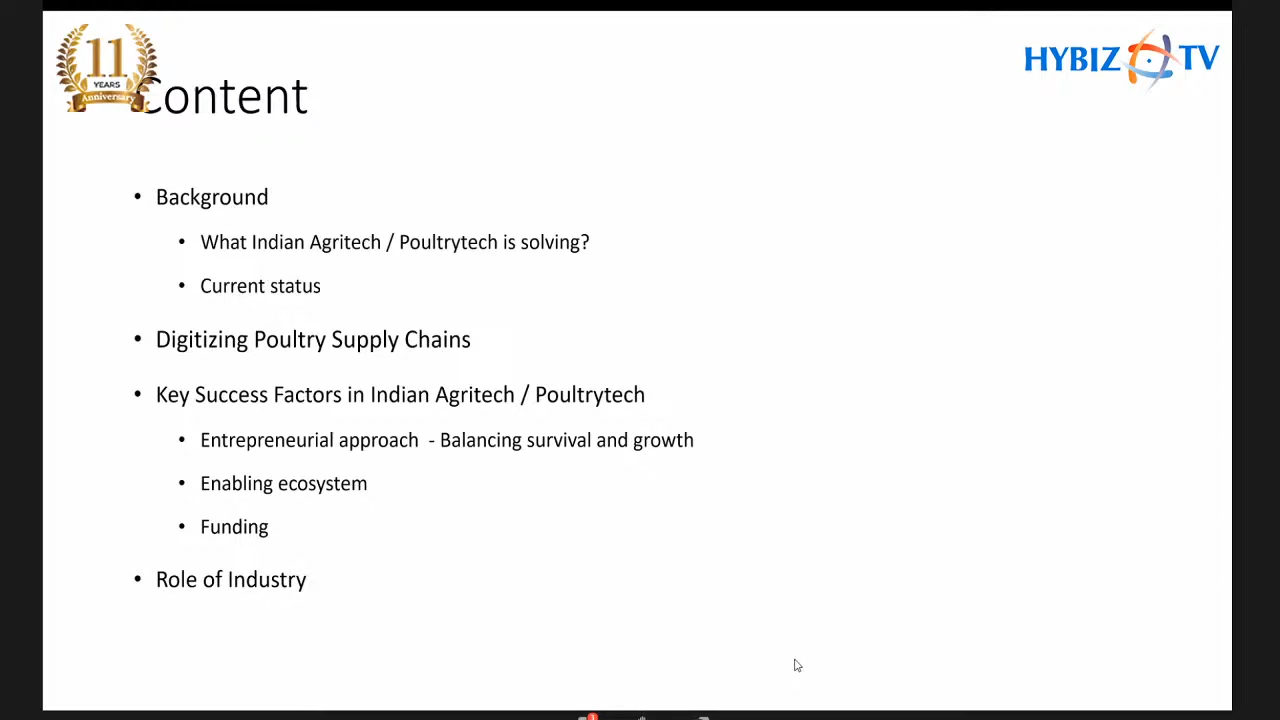 11
YEARS
Anniversary
HYBIZ TV
Content
• Background
• What Indian Agritech / Poultrytech is solving?
• Current status
• Digitizing Poultry Supply Chains
• Key Success Factors in Indian Agritech / Poultrytech
• Entrepreneurial approach - Balancing survival and growth
• Enabling ecosystem
• Funding
• Role of Industry